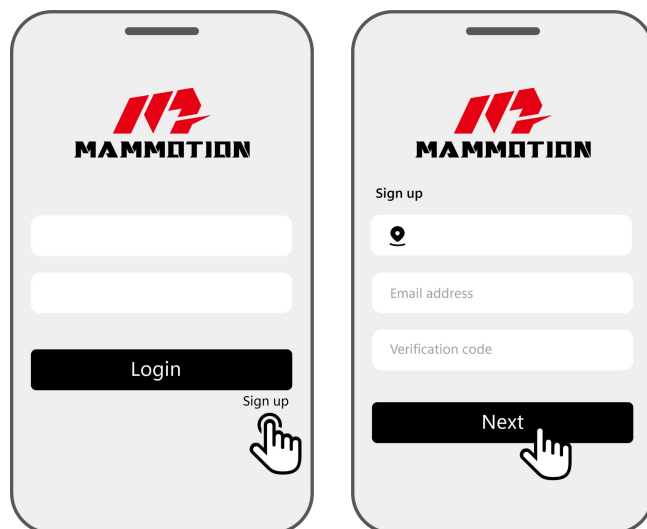 MAMMOTION
Login
Sign up
MAMMOTION
Sign up
Email address
Verification code
Next